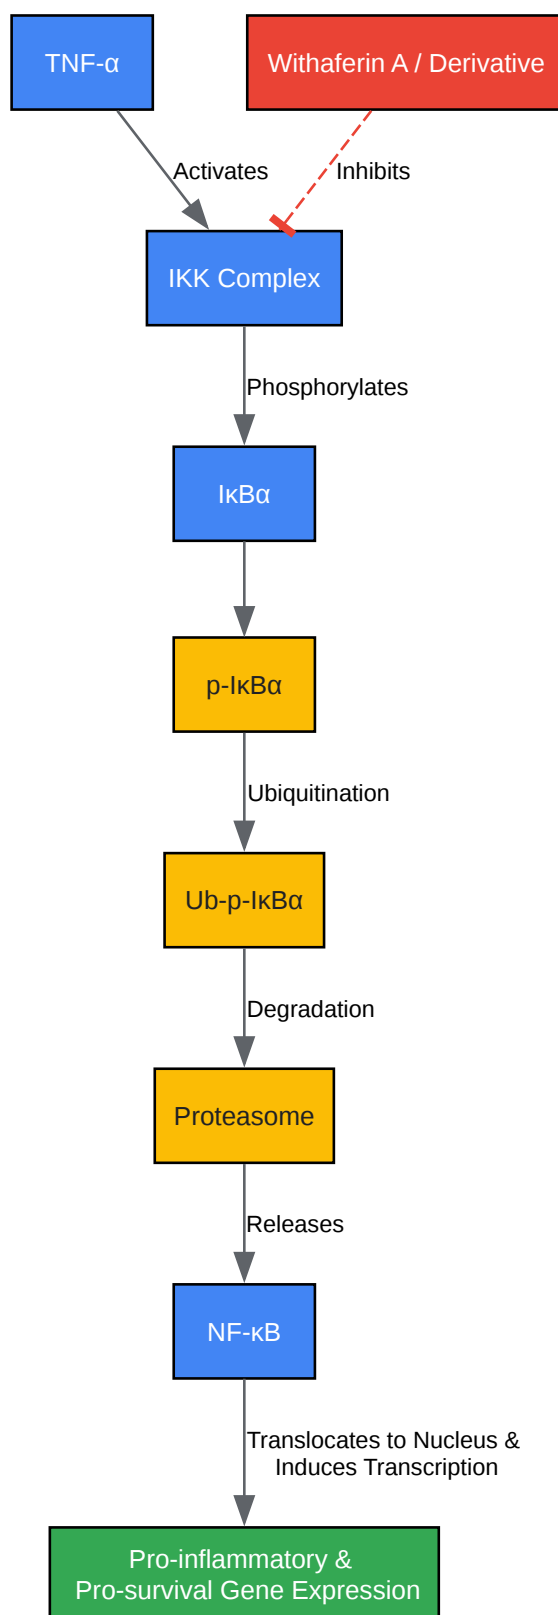 TNF-α
Withaferin A / Derivative
Activates
Inhibits
IKK Complex
Phosphorylates
IκBα
p-IκBα
Ubiquitination
Ub-p-IκBα
Degradation
Proteasome
Releases
NF-κB
Translocates to Nucleus &
Induces Transcription
Pro-inflammatory &
Pro-survival Gene Expression